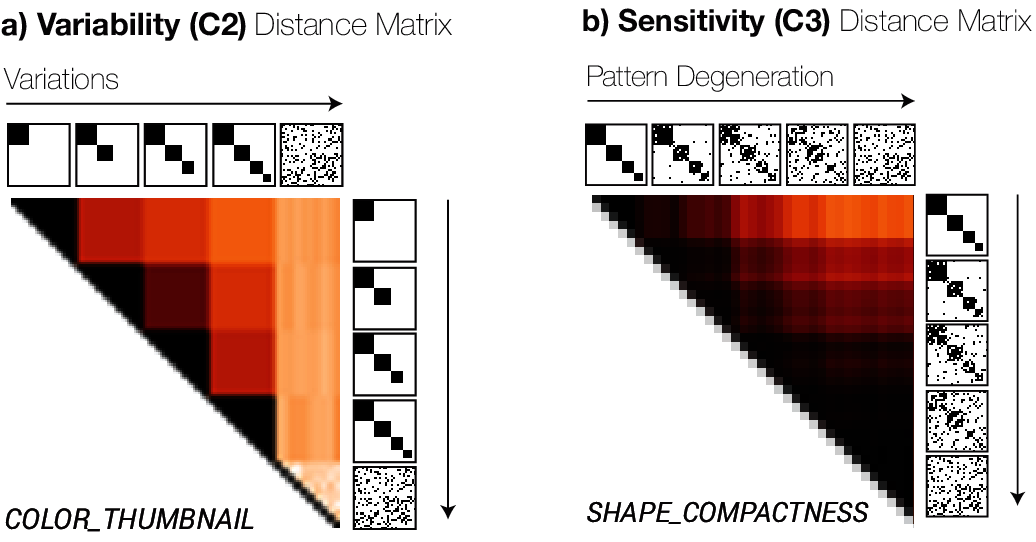 a) Variability (C2) Distance Matrix
Variations
COLOR_THUMBNAIL
b) Sensitivity (C3) Distance Matrix
Pattern Degeneration
SHAPE_COMPACTNESS